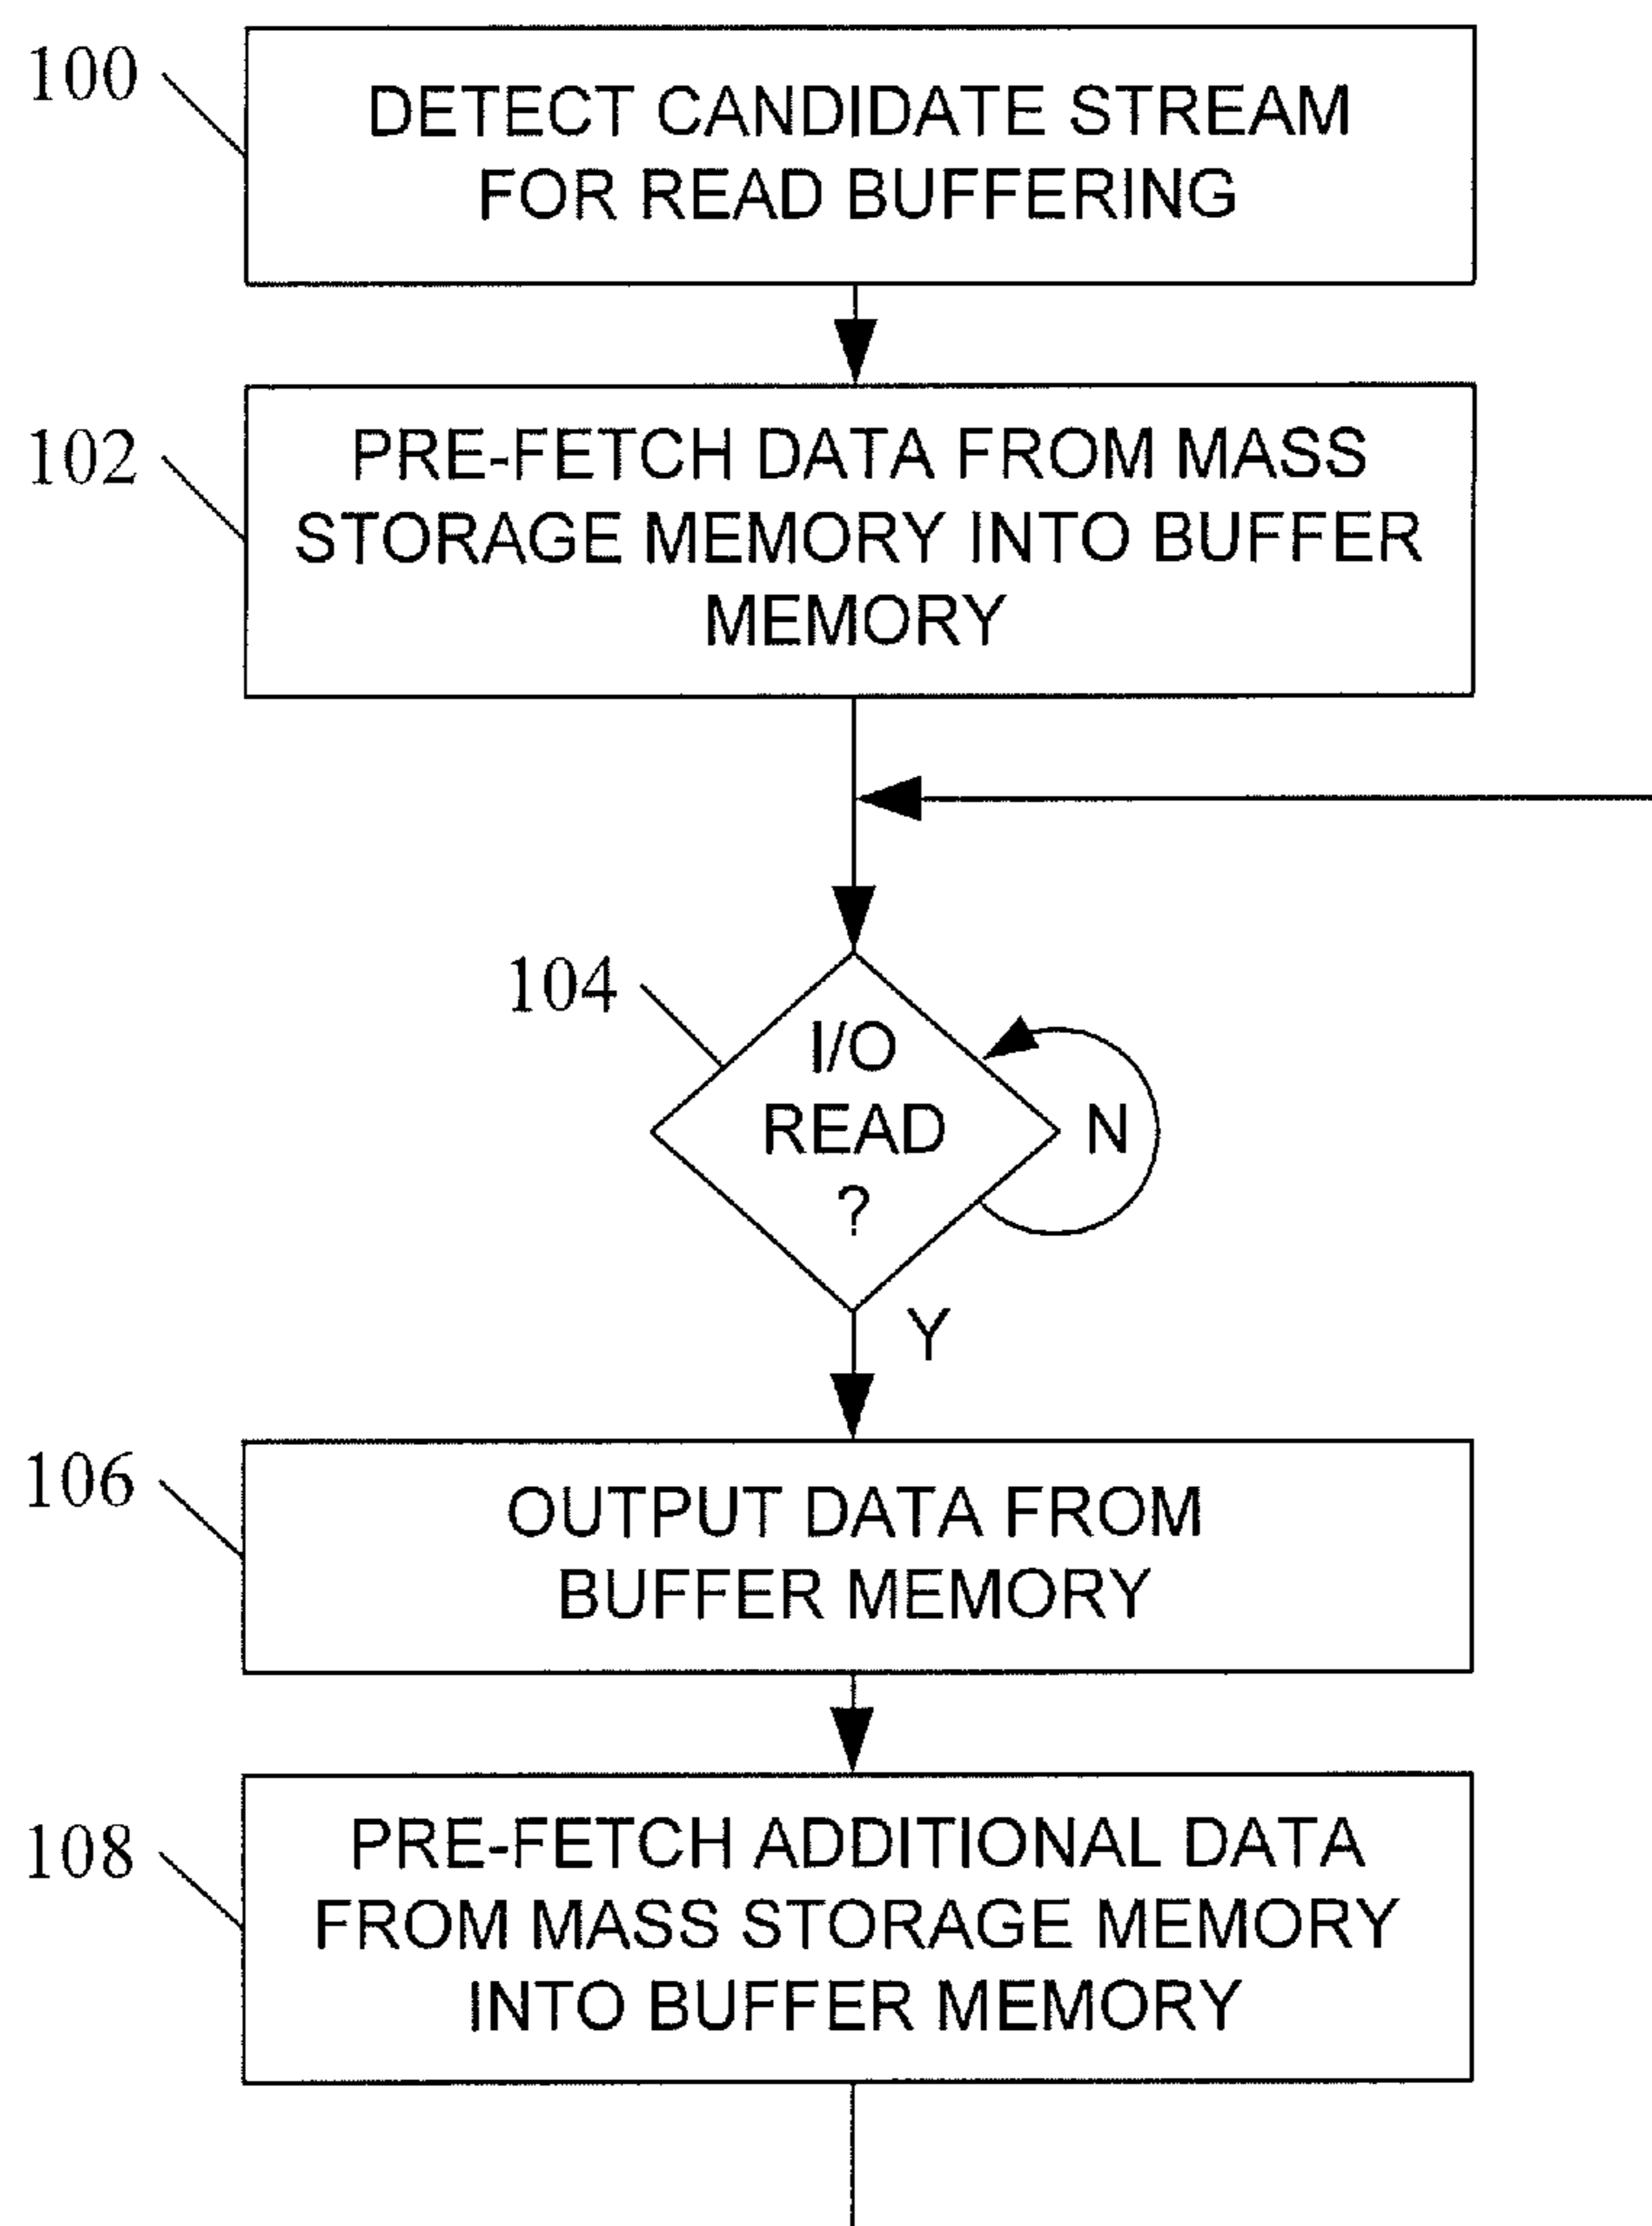 100
DETECT CANDIDATE STREAM
FOR READ BUFFERING
102
PRE-FETCH DATA FROM MASS
STORAGE MEMORY INTO BUFFER
MEMORY
104
I/O
READ
?
N
Y
106
OUTPUT DATA FROM
BUFFER MEMORY
108
PRE-FETCH ADDITIONAL DATA
FROM MASS STORAGE MEMORY
INTO BUFFER MEMORY